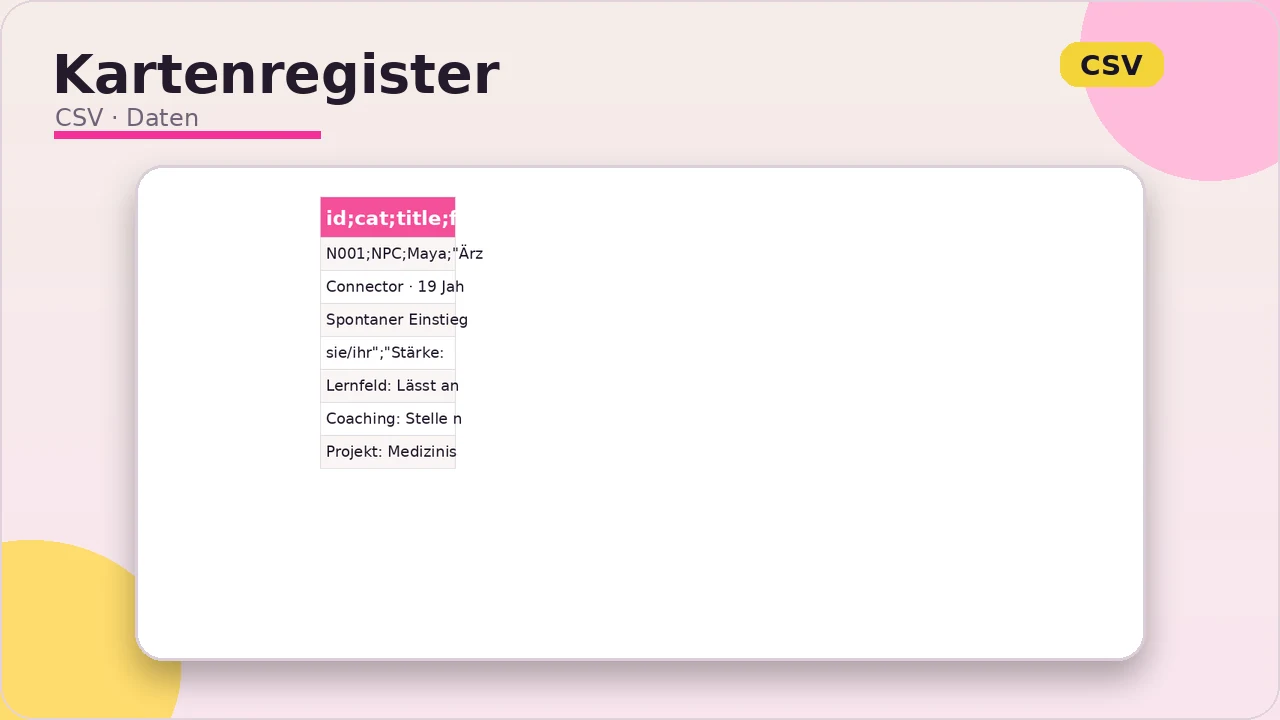 Kartenregister
CSV
CSV · Daten
id;cat;title;f
N001;NPC;Maya;"Ärz
Connector · 19 Jah
Spontaner Einstieg
sie/ihr";"Stärke:
Lernfeld: Lässt an
Coaching: Stelle n
Projekt: Medizinis